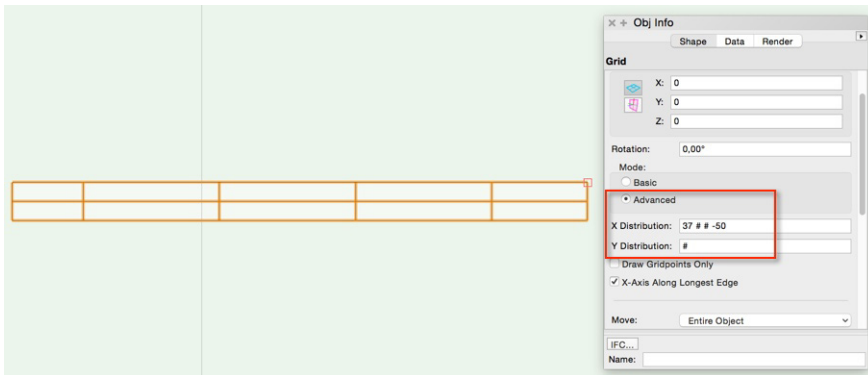 Obj Info
Shape Data Render
Grid
X: 0
Y: 0
Z: 0
Rotation: 0,00°
Mode:
Basic
Advanced
X Distribution: 37 # # -50
Y Distribution: #
Draw Gridpoints Only
X-Axis Along Longest Edge
Move: Entire Object
IFC...
Name: